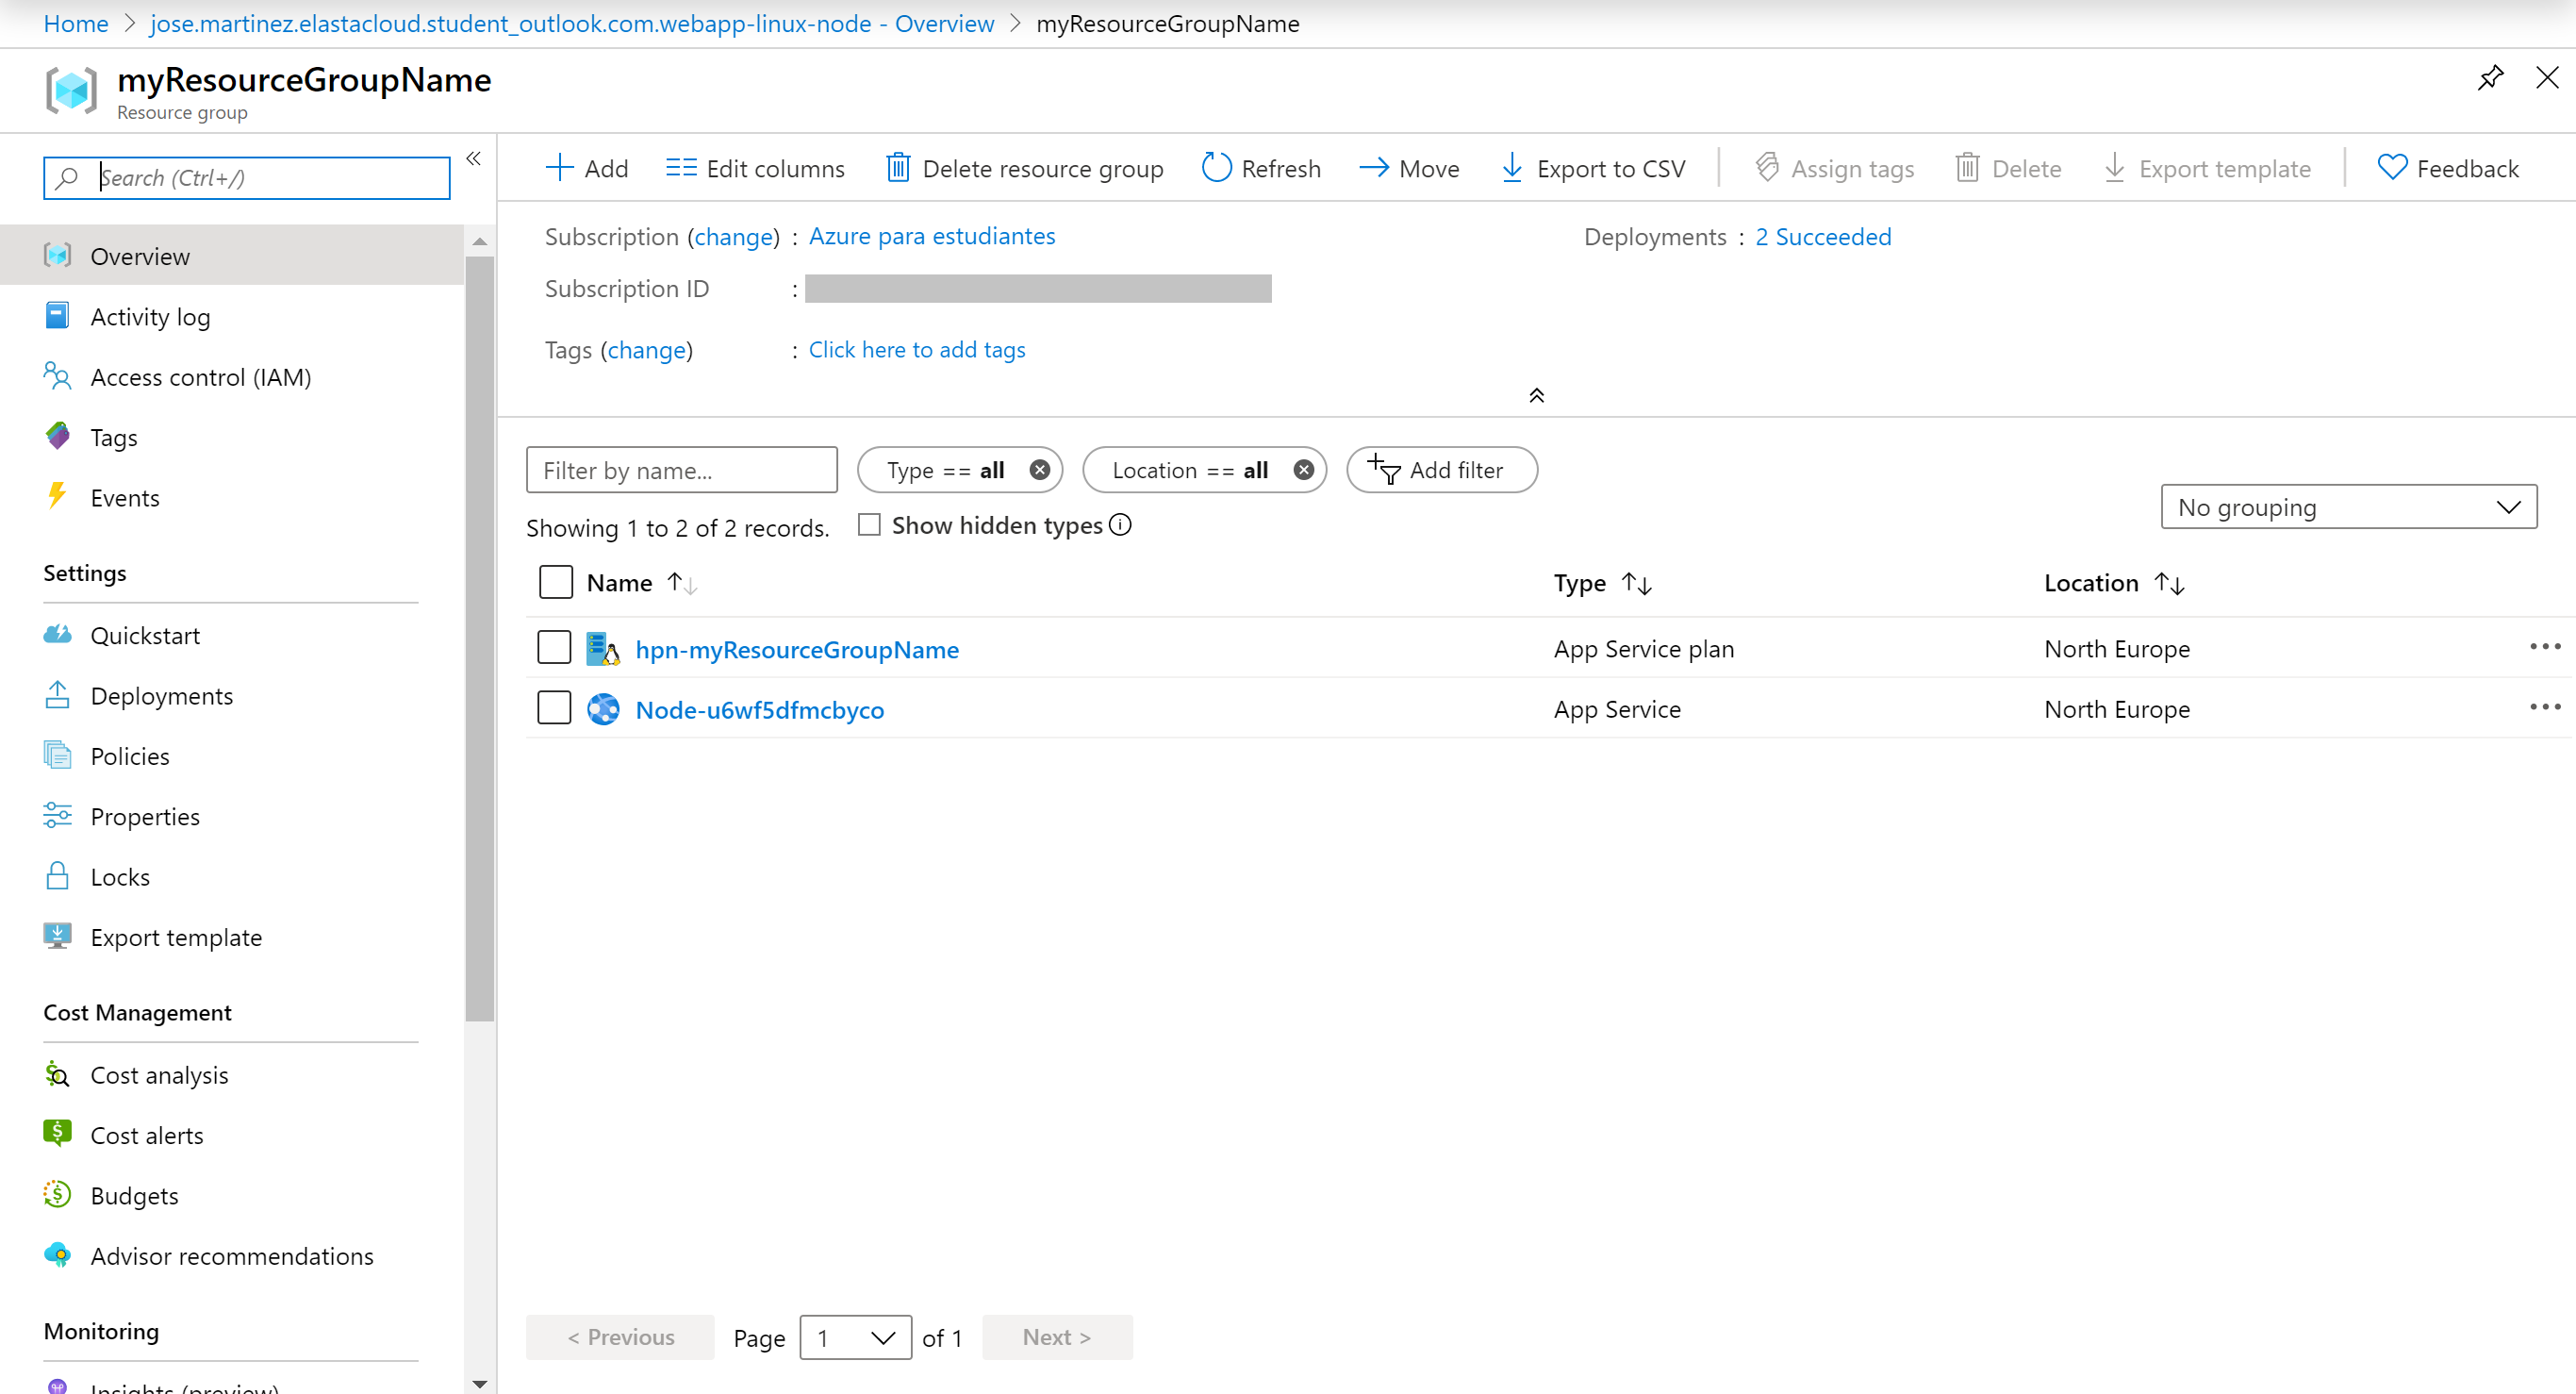 Home > jose.martinez.elastacloud.student_outlook.com.webapp-linux-node - Overview > myResourceGroupName
myResourceGroupName
Resource group
Search (Ctrl+/)
Overview
Activity log
Access control (IAM)
Tags
Events
Settings
Quickstart
Deployments
Policies
Properties
Locks
Export template
Cost Management
Cost analysis
Cost alerts
Budgets
Advisor recommendations
Monitoring
Insights (preview)
Add Edit columns Delete resource group Refresh Move Export to CSV Assign tags Delete Export template Feedback
Subscription (change) : Azure para estudiantes Deployments : 2 Succeeded
Subscription ID :
Tags (change) : Click here to add tags
Filter by name... Type == all Location == all Add filter
No grouping
Showing 1 to 2 of 2 records. Show hidden types
Name Type Location
hpn-myResourceGroupName App Service plan North Europe
Node-u6wf5dfmcbyco App Service North Europe
< Previous Page 1 of 1 Next >